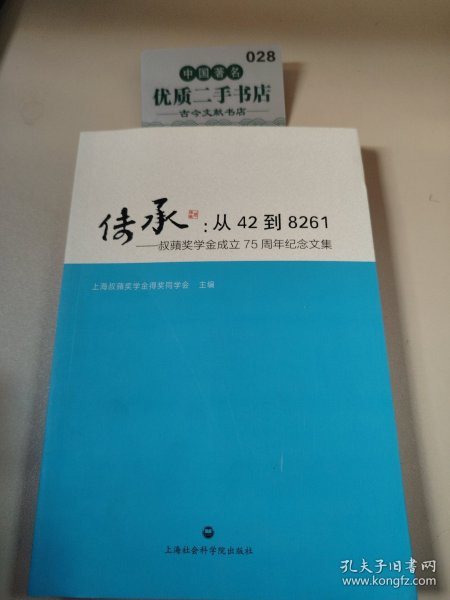 028
中国著名
优质二手书店
古今文献书店
传承：从 42 到 8261
——叔蘋奖学金成立 75 周年纪念文集
上海叔蘋奖学金得奖同学会 主编
上海社会科学院出版社
孔夫子旧书网
www.kongfz.com